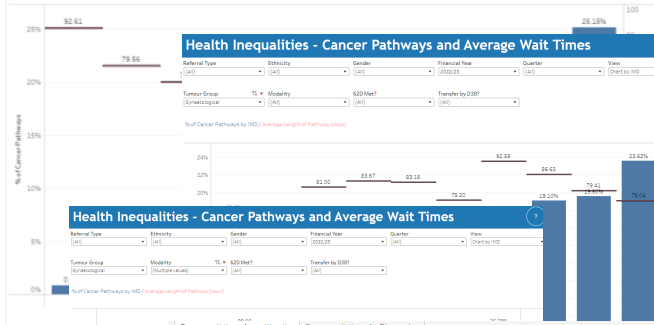 100
92.61
25.15%
25%
Health Inequalities - Cancer Pathways and Average Wait Times
79.56
Referral Type Ethnicity Gender Financial Year Quarter View
(All) (All) (All) 2022/23 (All) Chart by IMD
20%
Tumour Group Modality 62D Met? Transfer by D38?
Gynaecological (All) (All) (All)
% of Cancer Pathways by IMD / Average Length of Pathway (days)
15%
% of Cancer Pathways
24%
92.55
23.63%
22%
81.00 83.67 83.18 86.63
20%
75.20 79.41
10%
19.10% 19.60% 75.04
Health Inequalities - Cancer Pathways and Average Wait Times ?
Referral Type Ethnicity Gender Financial Year Quarter View
(All) (All) (All) 2022/23 (All) Chart by IMD
5%
Tumour Group Modality 62D Met? Transfer by D38?
Gynaecological (Multiple values) (All) (All)
0%
0.
% of Cancer Pathways by IMD / Average Length of Pathway (days)